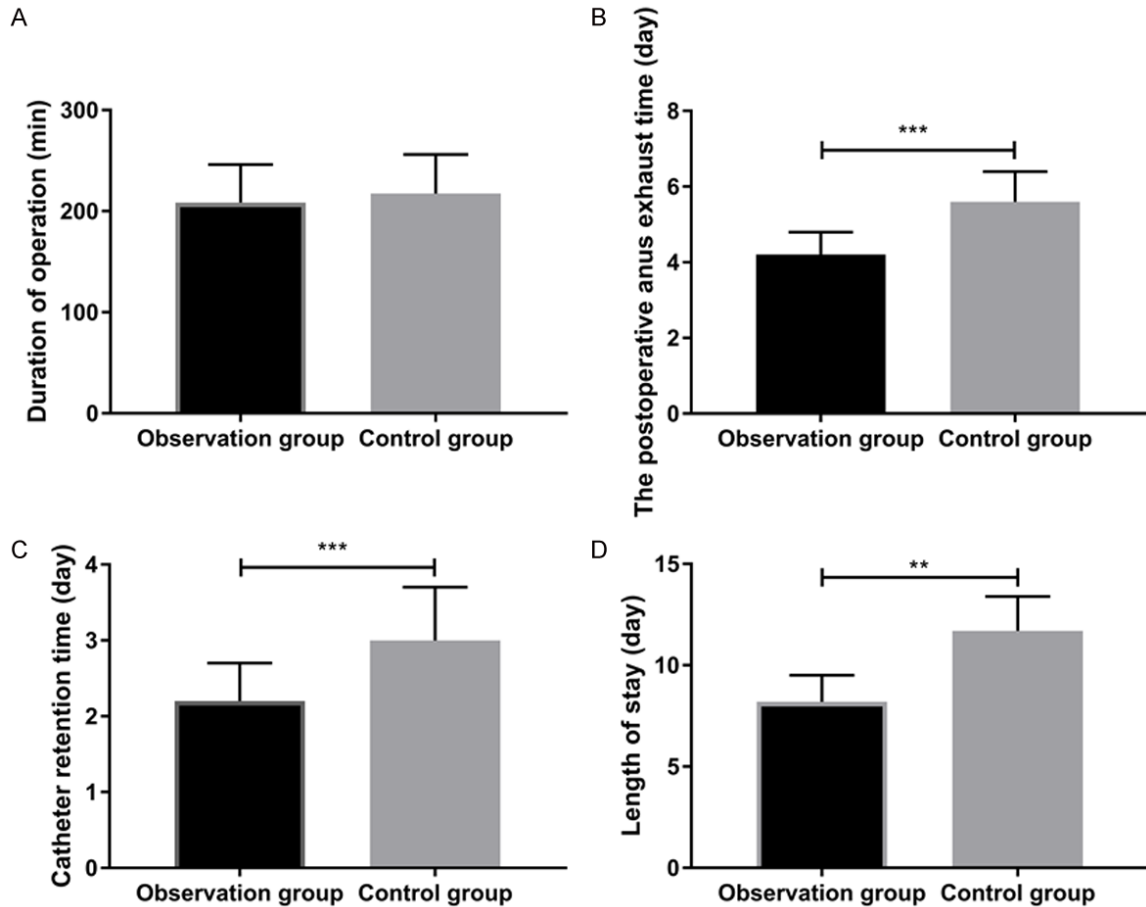 A
Duration of operation (min)
300
200
100
0
Observation group
Control group
B
The postoperative anus exhaust time (day)
8
6
4
2
0
***
Observation group
Control group
C
Catheter retention time (day)
4
3
2
1
0
***
Observation group
Control group
D
Length of stay (day)
15
10
5
0
**
Observation group
Control group